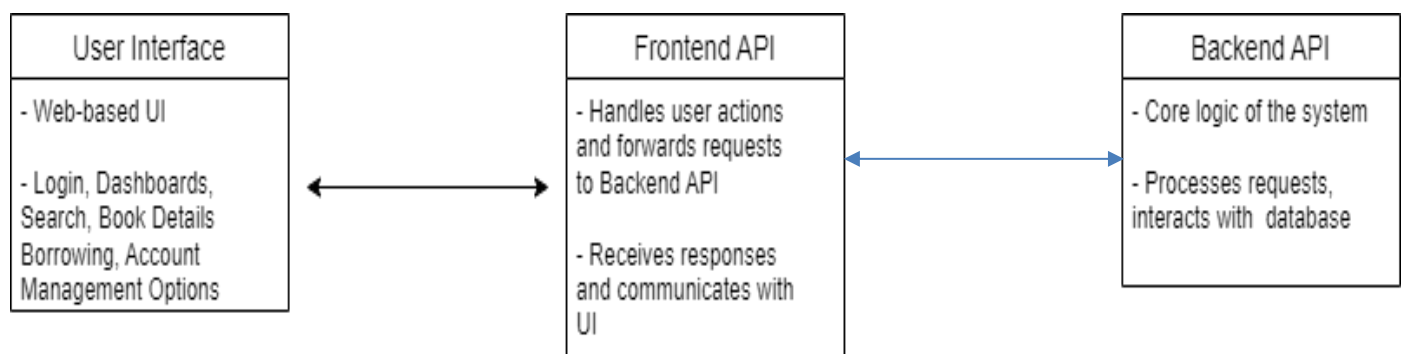 User Interface
- Web-based UI
- Login, Dashboards,
Search, Book Details
Borrowing, Account
Management Options
Frontend API
- Handles user actions
and forwards requests
to Backend API
- Receives responses
and communicates with
UI
Backend API
- Core logic of the system
- Processes requests,
interacts with database